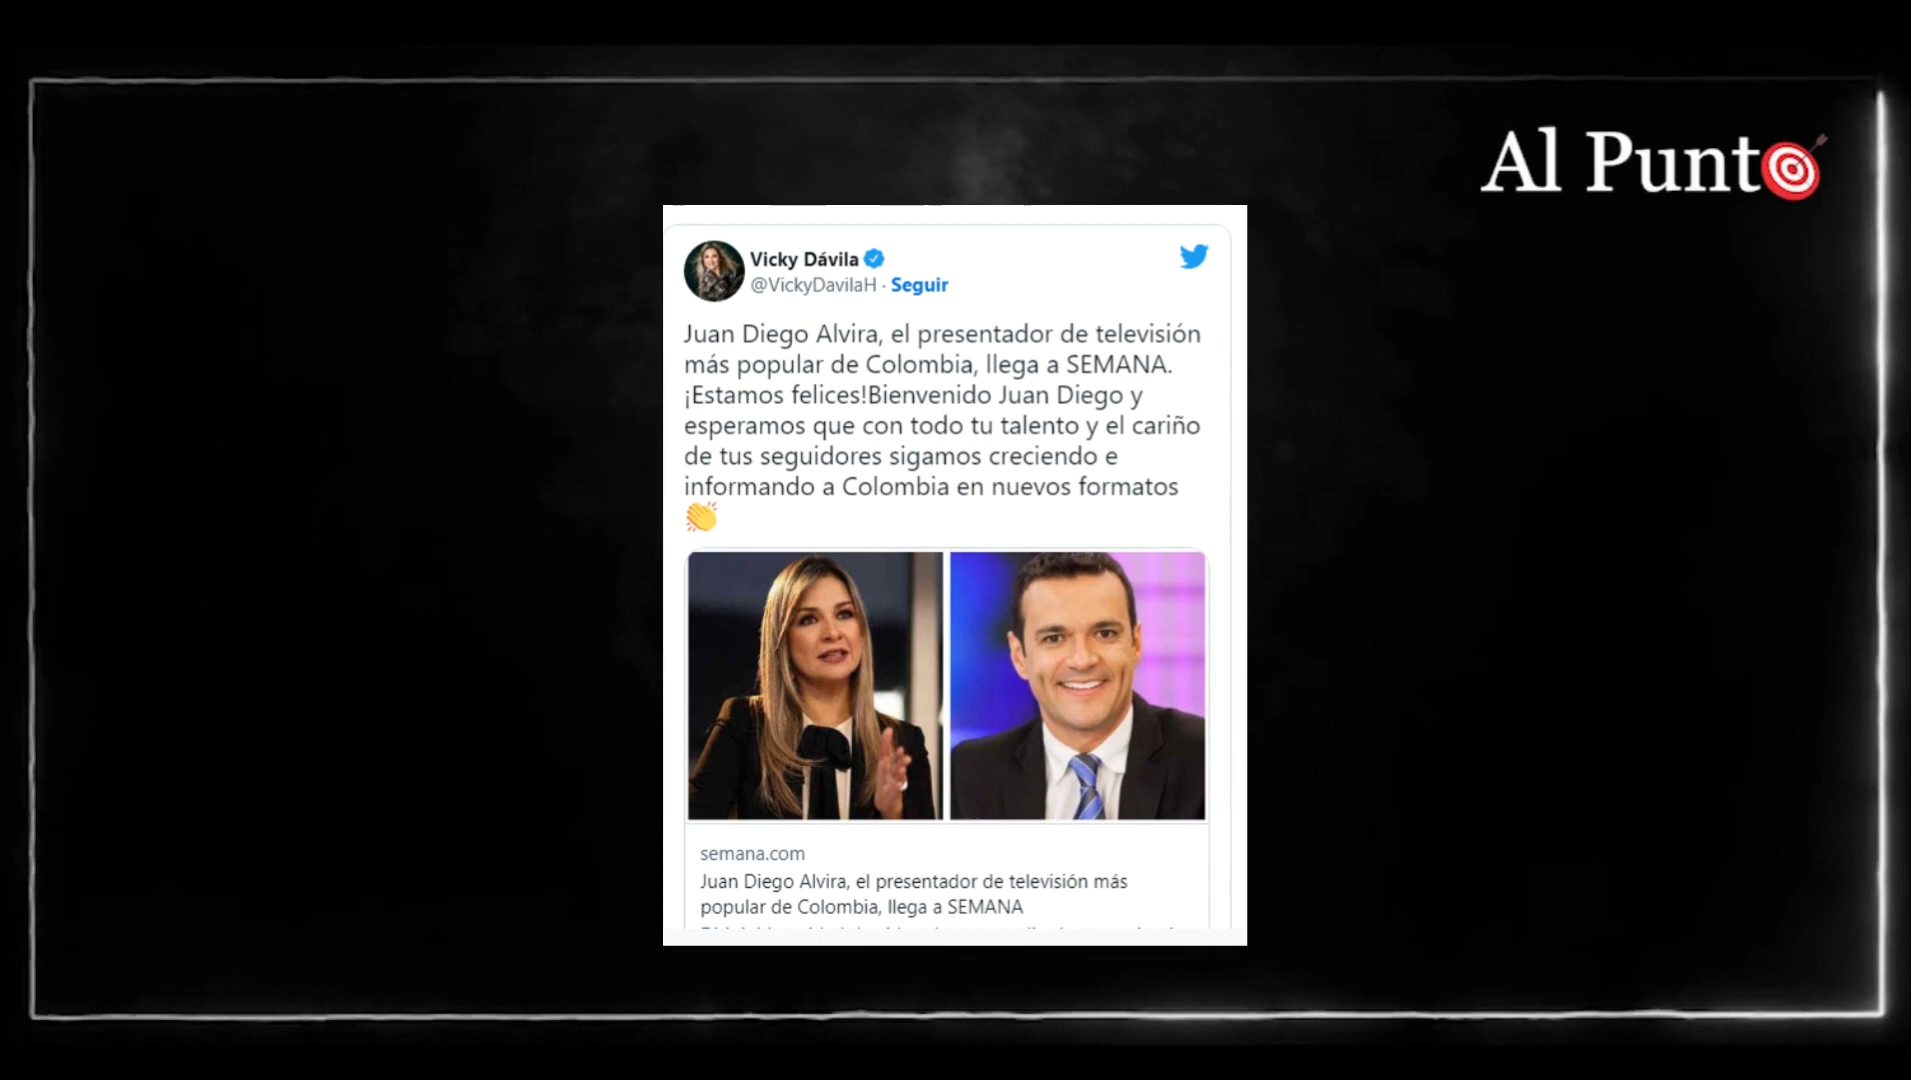 Al Punto
Vicky Dávila
@VickyDavilaH · Seguir
Juan Diego Alvira, el presentador de televisión
más popular de Colombia, llega a SEMANA.
¡Estamos felices!Bienvenido Juan Diego y
esperamos que con todo tu talento y el cariño
de tus seguidores sigamos creciendo e
informando a Colombia en nuevos formatos
👏
semana.com
Juan Diego Alvira, el presentador de televisión más
popular de Colombia, llega a SEMANA